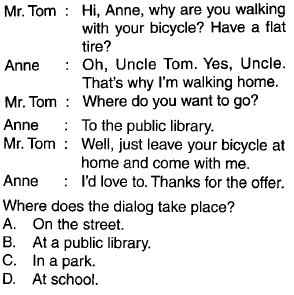 Mr. Tom : Hi, Anne, why are you walking
with your bicycle? Have a flat
tire?
Anne : Oh, Uncle Tom. Yes, Uncle.
That's why I'm walking home.
Mr. Tom : Where do you want to go?
Anne : To the public library.
Mr. Tom : Well, just leave your bicycle at
home and come with me.
Anne : I'd love to. Thanks for the offer.
Where does the dialog take place?
A. On the street.
B. At a public library.
C. In a park.
D. At school.